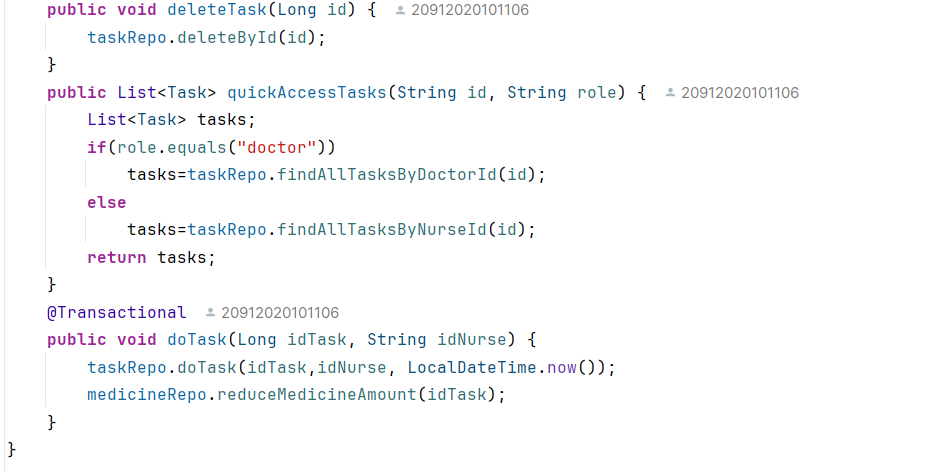 public void deleteTask(Long id) { 20912020101106
taskRepo.deleteById(id);
}
public List<Task> quickAccessTasks(String id, String role) { 20912020101106
List<Task> tasks;
if(role.equals("doctor"))
tasks=taskRepo.findAllTasksByDoctorId(id);
else
tasks=taskRepo.findAllTasksByNurseId(id);
return tasks;
}
@Transactional 20912020101106
public void doTask(Long idTask, String idNurse) {
taskRepo.doTask(idTask,idNurse, LocalDateTime.now());
medicineRepo.reduceMedicineAmount(idTask);
}
}